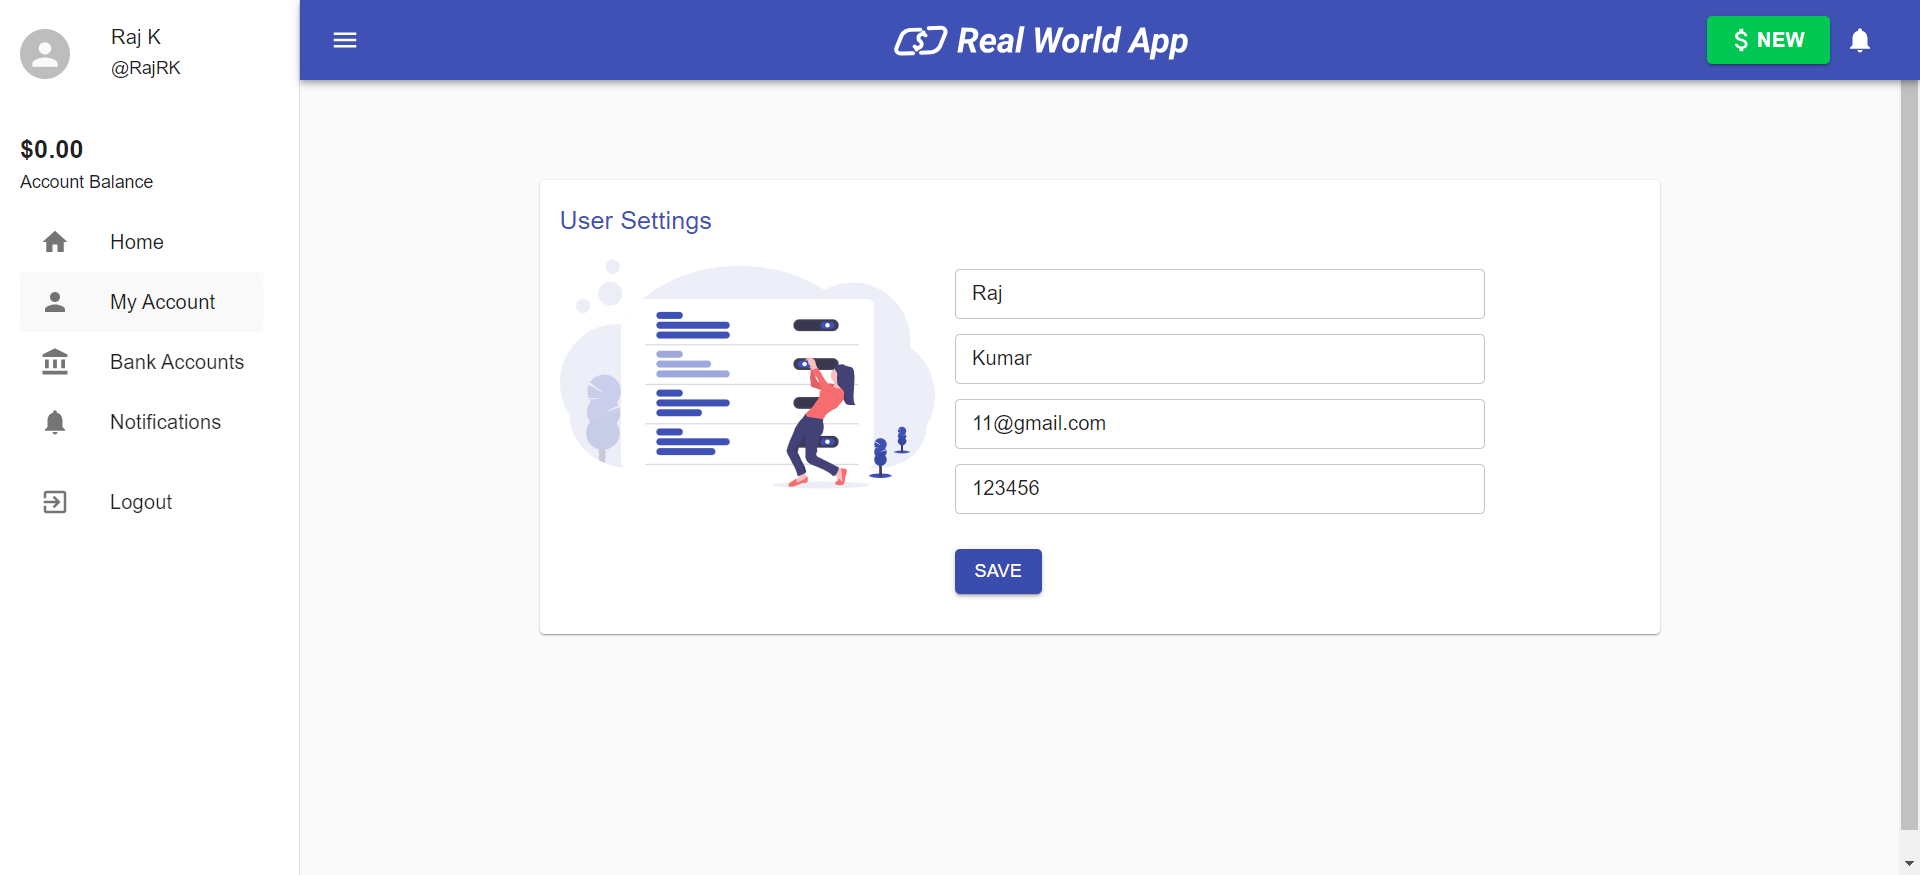 Raj K
@RajRK
$0.00
Account Balance
Home
My Account
Bank Accounts
Notifications
Logout
Real World App
$ NEW
User Settings
Raj
Kumar
11@gmail.com
123456
SAVE